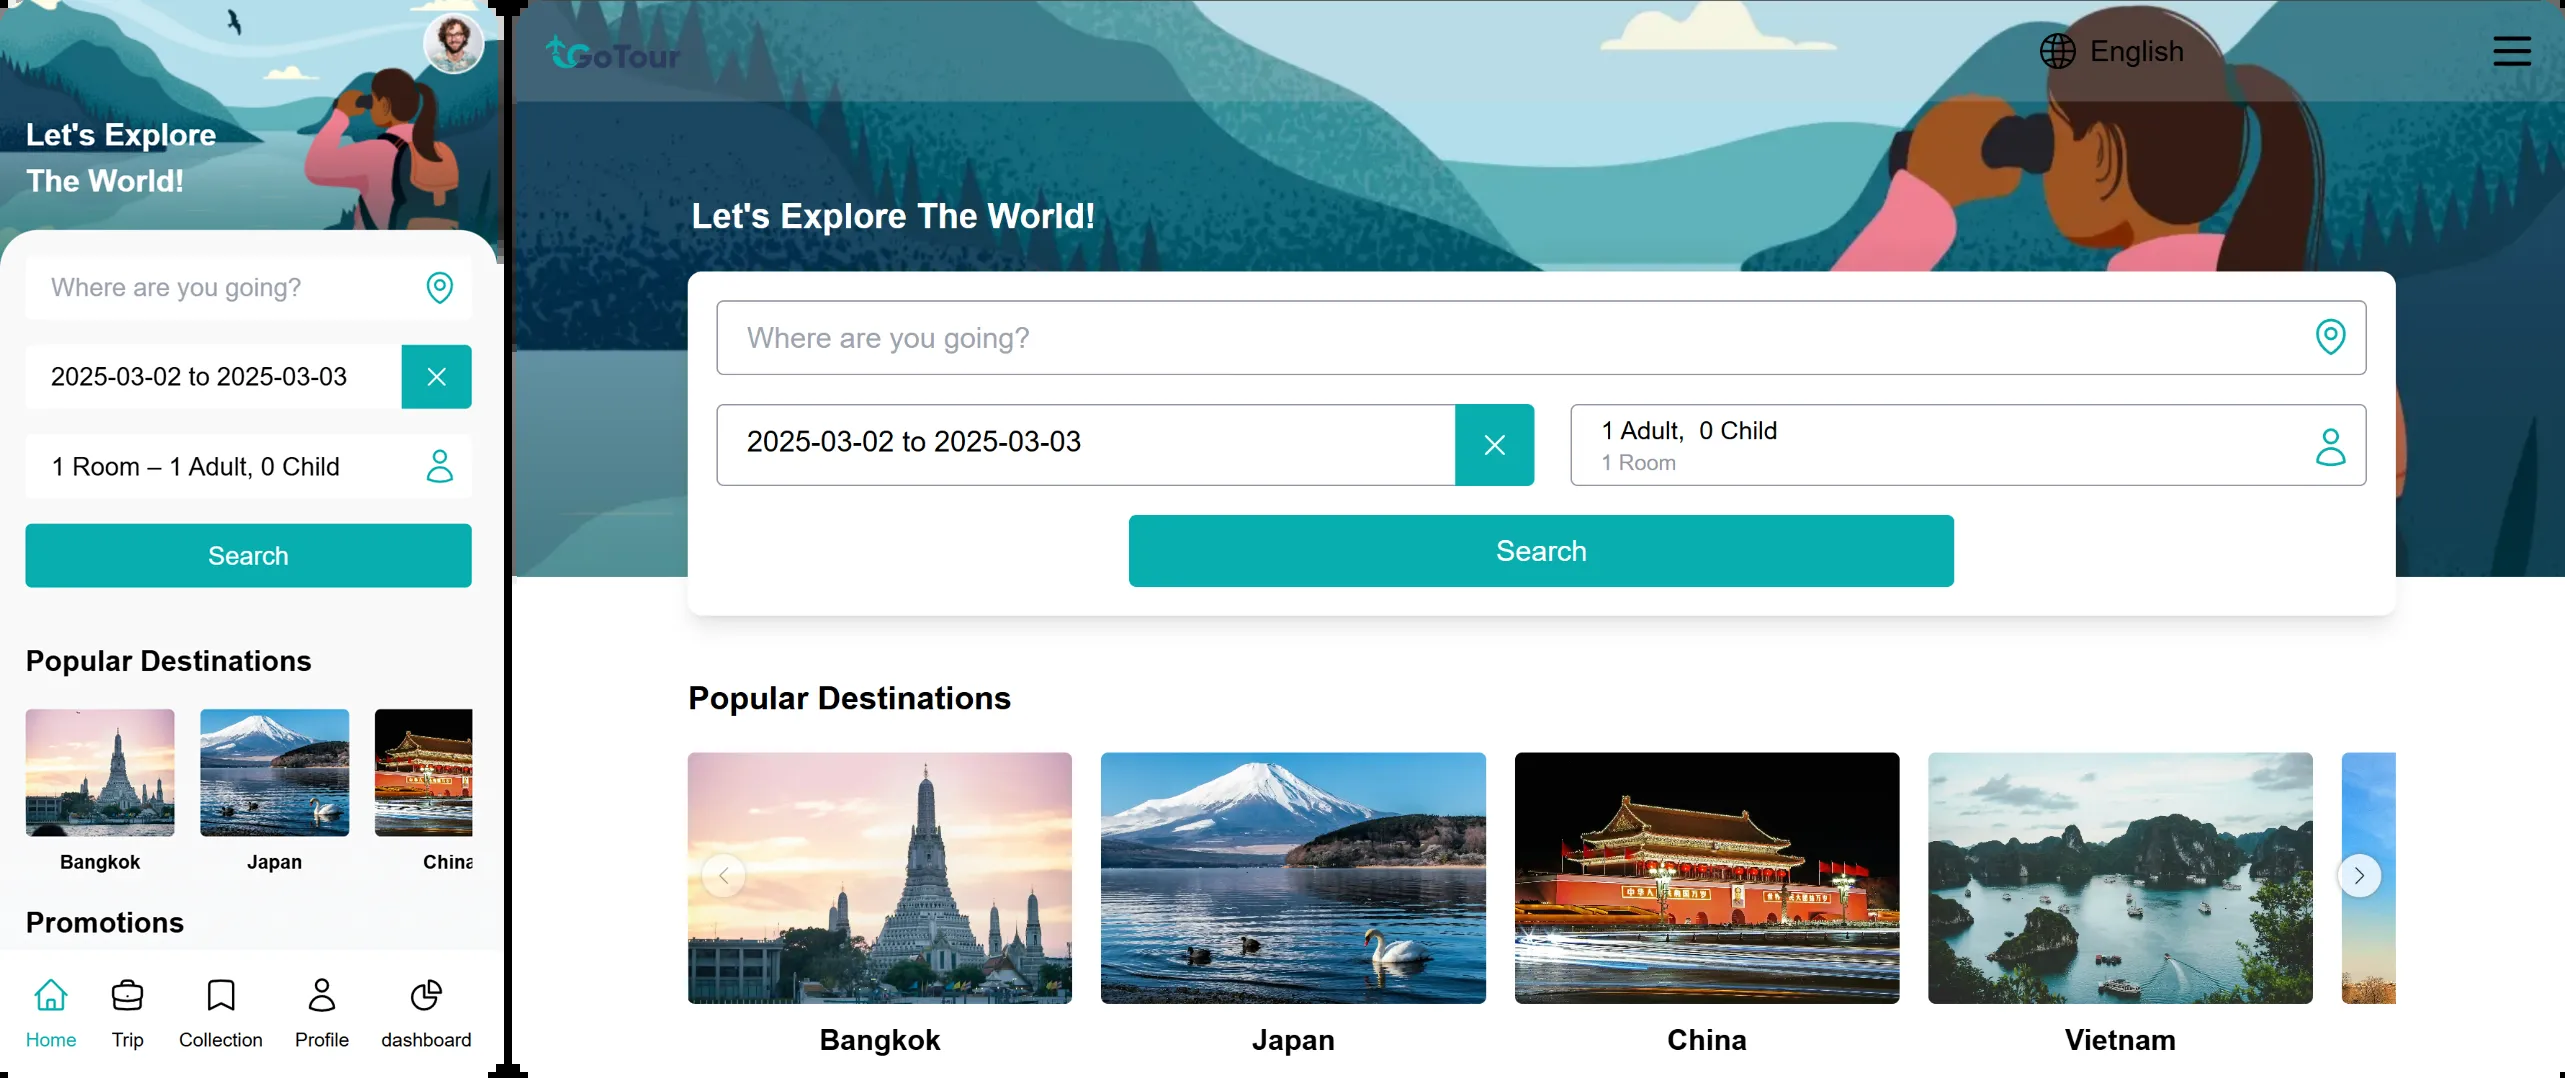 Let's Explore
The World!
Where are you going?
2025-03-02 to 2025-03-03
1 Room – 1 Adult, 0 Child
Search
Popular Destinations
Bangkok
Japan
China
Promotions
Home
Trip
Collection
Profile
dashboard
GoTour
English
Let's Explore The World!
Where are you going?
2025-03-02 to 2025-03-03
1 Adult,  0 Child
1 Room
Search
Popular Destinations
Bangkok
Japan
China
Vietnam